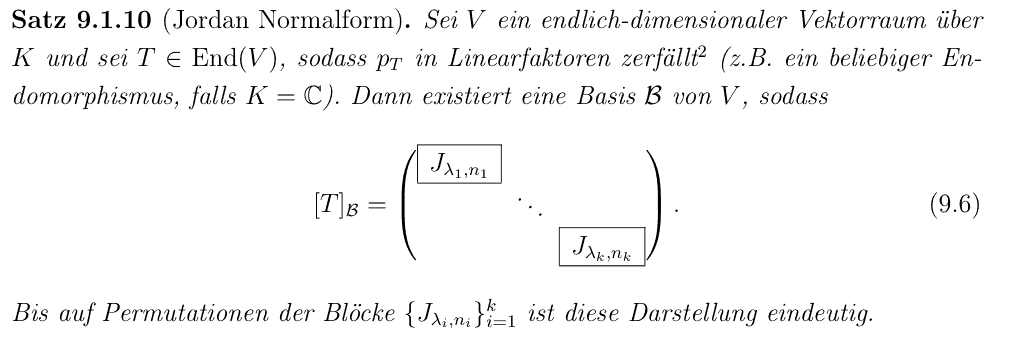 Satz 9.1.10 (Jordan Normalform). Sei V ein endlich-dimensionaler Vektorraum über
K und sei T ∈ End(V), sodass p_T in Linearfaktoren zerfällt² (z.B. ein beliebiger En-
domorphismus, falls K = ℂ). Dann existiert eine Basis ℬ von V, sodass
[T]_ℬ = ( J_{λ₁,n₁} ⋱ J_{λ_k,n_k} ). (9.6)
Bis auf Permutationen der Blöcke {J_{λ_i,n_i}}_{i=1}^k ist diese Darstellung eindeutig.